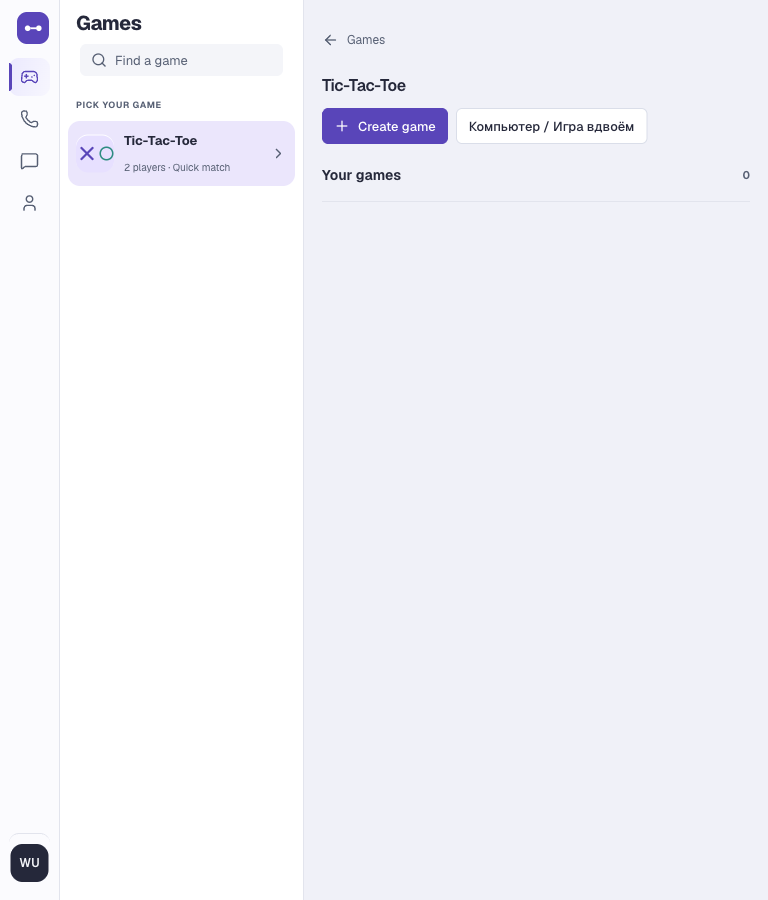 Games
Find a game
PICK YOUR GAME
Tic-Tac-Toe
2 players · Quick match
WU
Games
Tic-Tac-Toe
Create game
Компьютер / Игра вдвоём
Your games
0